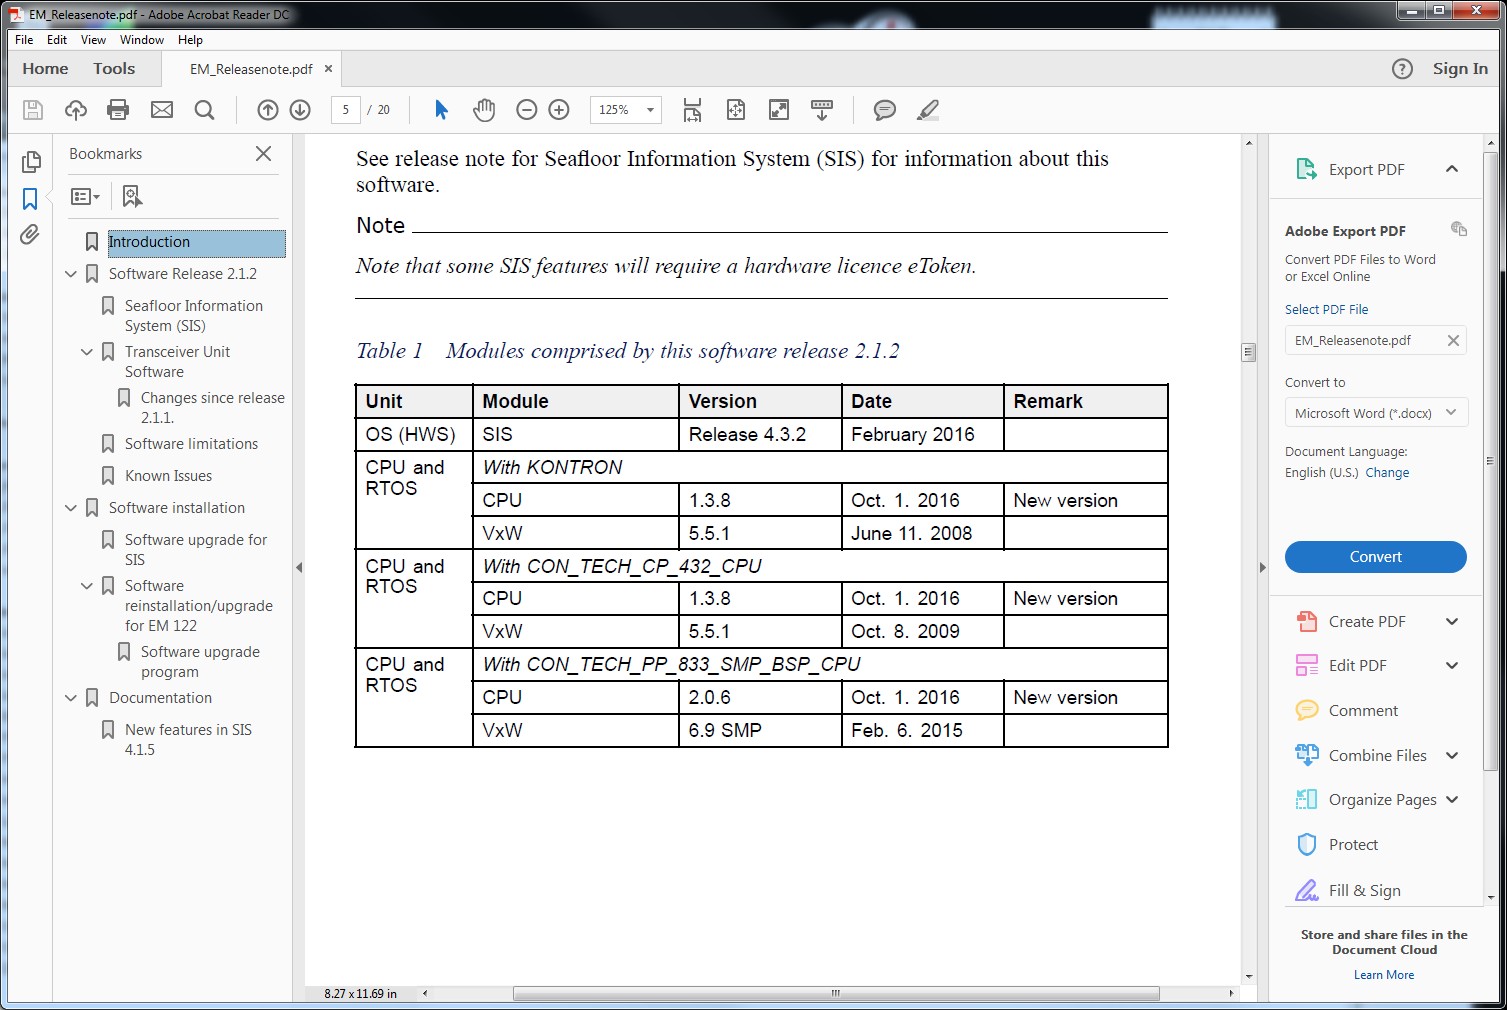 EM_Releasenote.pdf - Adobe Acrobat Reader DC
File Edit View Window Help
Home Tools EM_Releasenote.pdf × ? Sign In
5 / 20 125%
Bookmarks
Introduction
Software Release 2.1.2
Seafloor Information
System (SIS)
Transceiver Unit
Software
Changes since release
2.1.1.
Software limitations
Known Issues
Software installation
Software upgrade for
SIS
Software
reinstallation/upgrade
for EM 122
Software upgrade
program
Documentation
New features in SIS
4.1.5
See release note for Seafloor Information System (SIS) for information about this
software.
Note
Note that some SIS features will require a hardware licence eToken.
Table 1 Modules comprised by this software release 2.1.2
Unit Module Version Date Remark
OS (HWS) SIS Release 4.3.2 February 2016
CPU and
RTOS
With KONTRON
CPU 1.3.8 Oct. 1. 2016 New version
VxW 5.5.1 June 11. 2008
CPU and
RTOS
With CON_TECH_CP_432_CPU
CPU 1.3.8 Oct. 1. 2016 New version
VxW 5.5.1 Oct. 8. 2009
CPU and
RTOS
With CON_TECH_PP_833_SMP_BSP_CPU
CPU 2.0.6 Oct. 1. 2016 New version
VxW 6.9 SMP Feb. 6. 2015
8.27 x 11.69 in
Export PDF
Adobe Export PDF
Convert PDF Files to Word
or Excel Online
Select PDF File
EM_Releasenote.pdf
Convert to
Microsoft Word (*.docx)
Document Language:
English (U.S.) Change
Convert
Create PDF
Edit PDF
Comment
Combine Files
Organize Pages
Protect
Fill & Sign
Store and share files in the
Document Cloud
Learn More